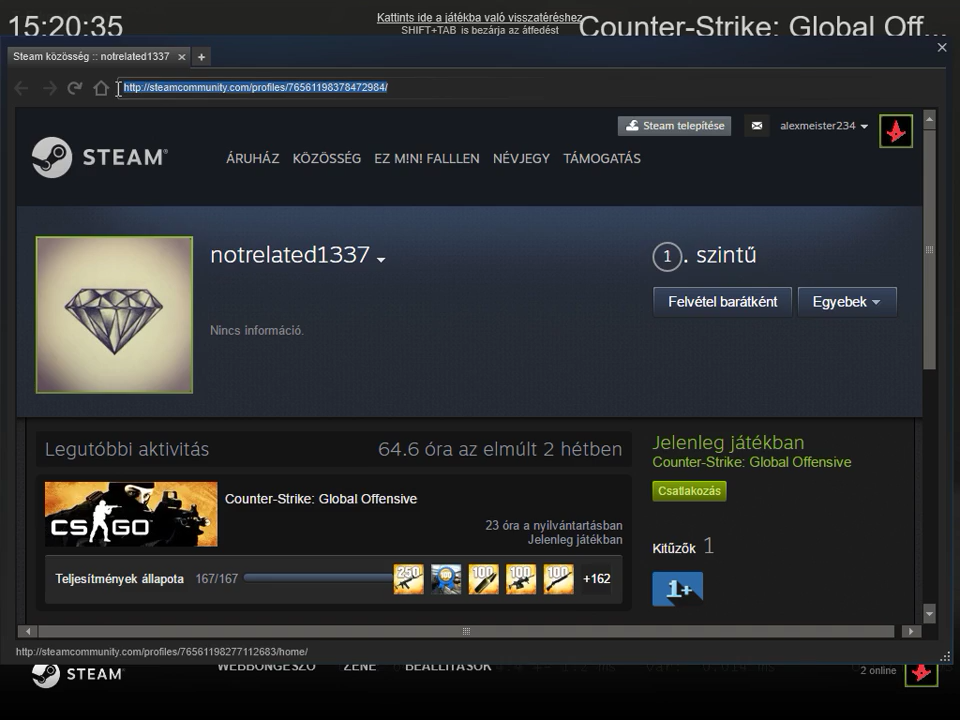 15:20:35
Kattints ide a játékba való visszatéréshez
SHIFT+TAB is bezárja az átfedést
Counter-Strike: Global Off...
Steam közösség :: notrelated1337
http://steamcommunity.com/profiles/76561198378472984/
Steam telepítése
alexmeister234
STEAM
ÁRUHÁZ KÖZÖSSÉG EZ M!N! FALLLEN NÉVJEGY TÁMOGATÁS
notrelated1337
1. szintű
Felvétel barátként
Egyebek
Nincs információ.
Legutóbbi aktivitás
64.6 óra az elmúlt 2 hétben
CS GO
Counter-Strike: Global Offensive
23 óra a nyilvántartásban
Jelenleg játékban
Teljesítmények állapota 167/167
250
100
100
100
100
+162
Jelenleg játékban
Counter-Strike: Global Offensive
Csatlakozás
Kitűzők 1
1+
http://steamcommunity.com/profiles/76561198277112683/home/
STEAM
WEBBÖNGÉSZŐ ZENE BEÁLLÍTÁSOK
2 online